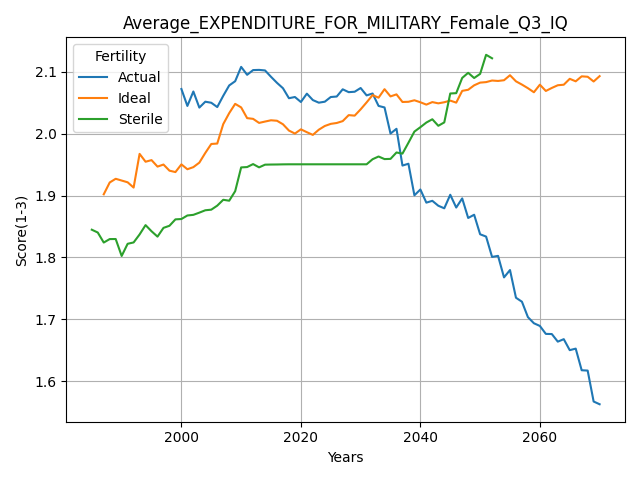 Average_EXPENDITURE_FOR_MILITARY_Female_Q3_IQ
Fertility
Actual
Ideal
Sterile
Score(1-3)
2.1
2.0
1.9
1.8
1.7
1.6
2000 2020 2040 2060
Years